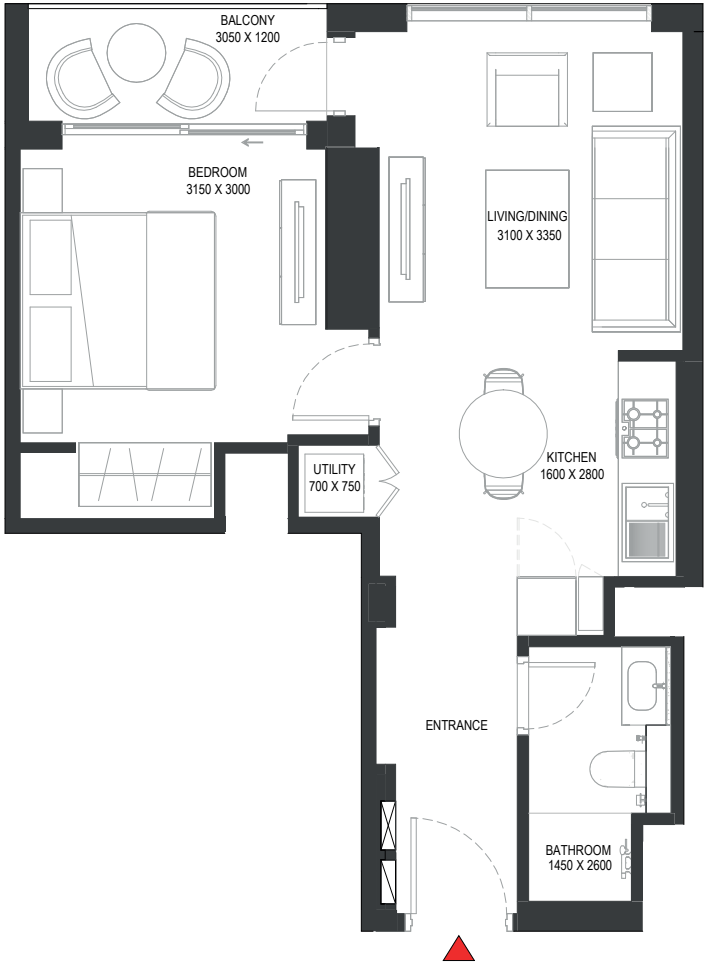 BALCONY
3050 X 1200
BEDROOM
3150 X 3000
LIVING/DINING
3100 X 3350
KITCHEN
1600 X 2800
UTILITY
700 X 750
ENTRANCE
BATHROOM
1450 X 2600